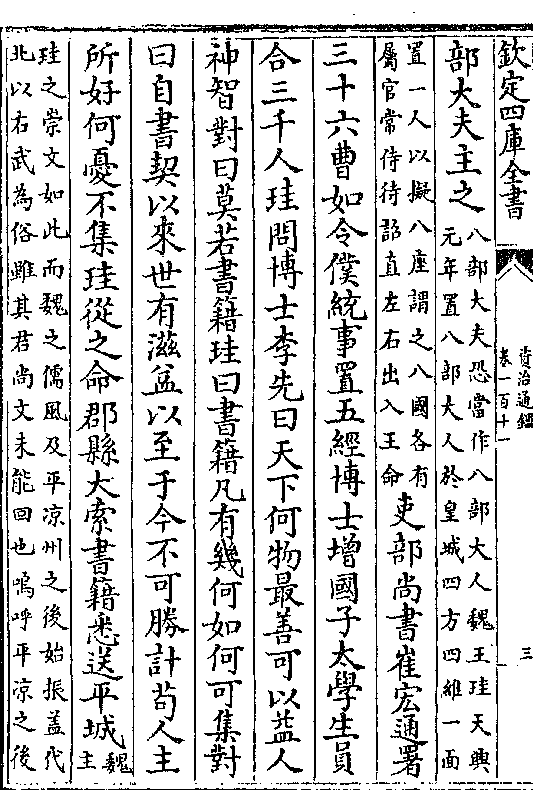 欽定四庫全書
資治通鑑
卷一百十一
三
部大夫主之八部大夫恐當作八部大人魏王珪天興
元年置八部大人於皇城四方四維一面
置一人以擬八座謂之八國各有
屬官常侍待詔直左右出入王命吏部尚書崔宏通署
三十六曹如令僕統事置五經博士增國子太學生員
合三千人珪問博士李先曰天下何物最善可以益人
神智對曰莫若書籍珪曰書籍凡有幾何如何可集對
曰自書契以來世有滋益以至于今不可勝計苟人主
所好何憂不集珪從之命郡縣大索書籍悉送平城魏
主
珪之崇文如此而魏之儒風及平凉州之後始振蓋代
北以右武為俗雖其君尚文未能回也嗚呼平凉之後